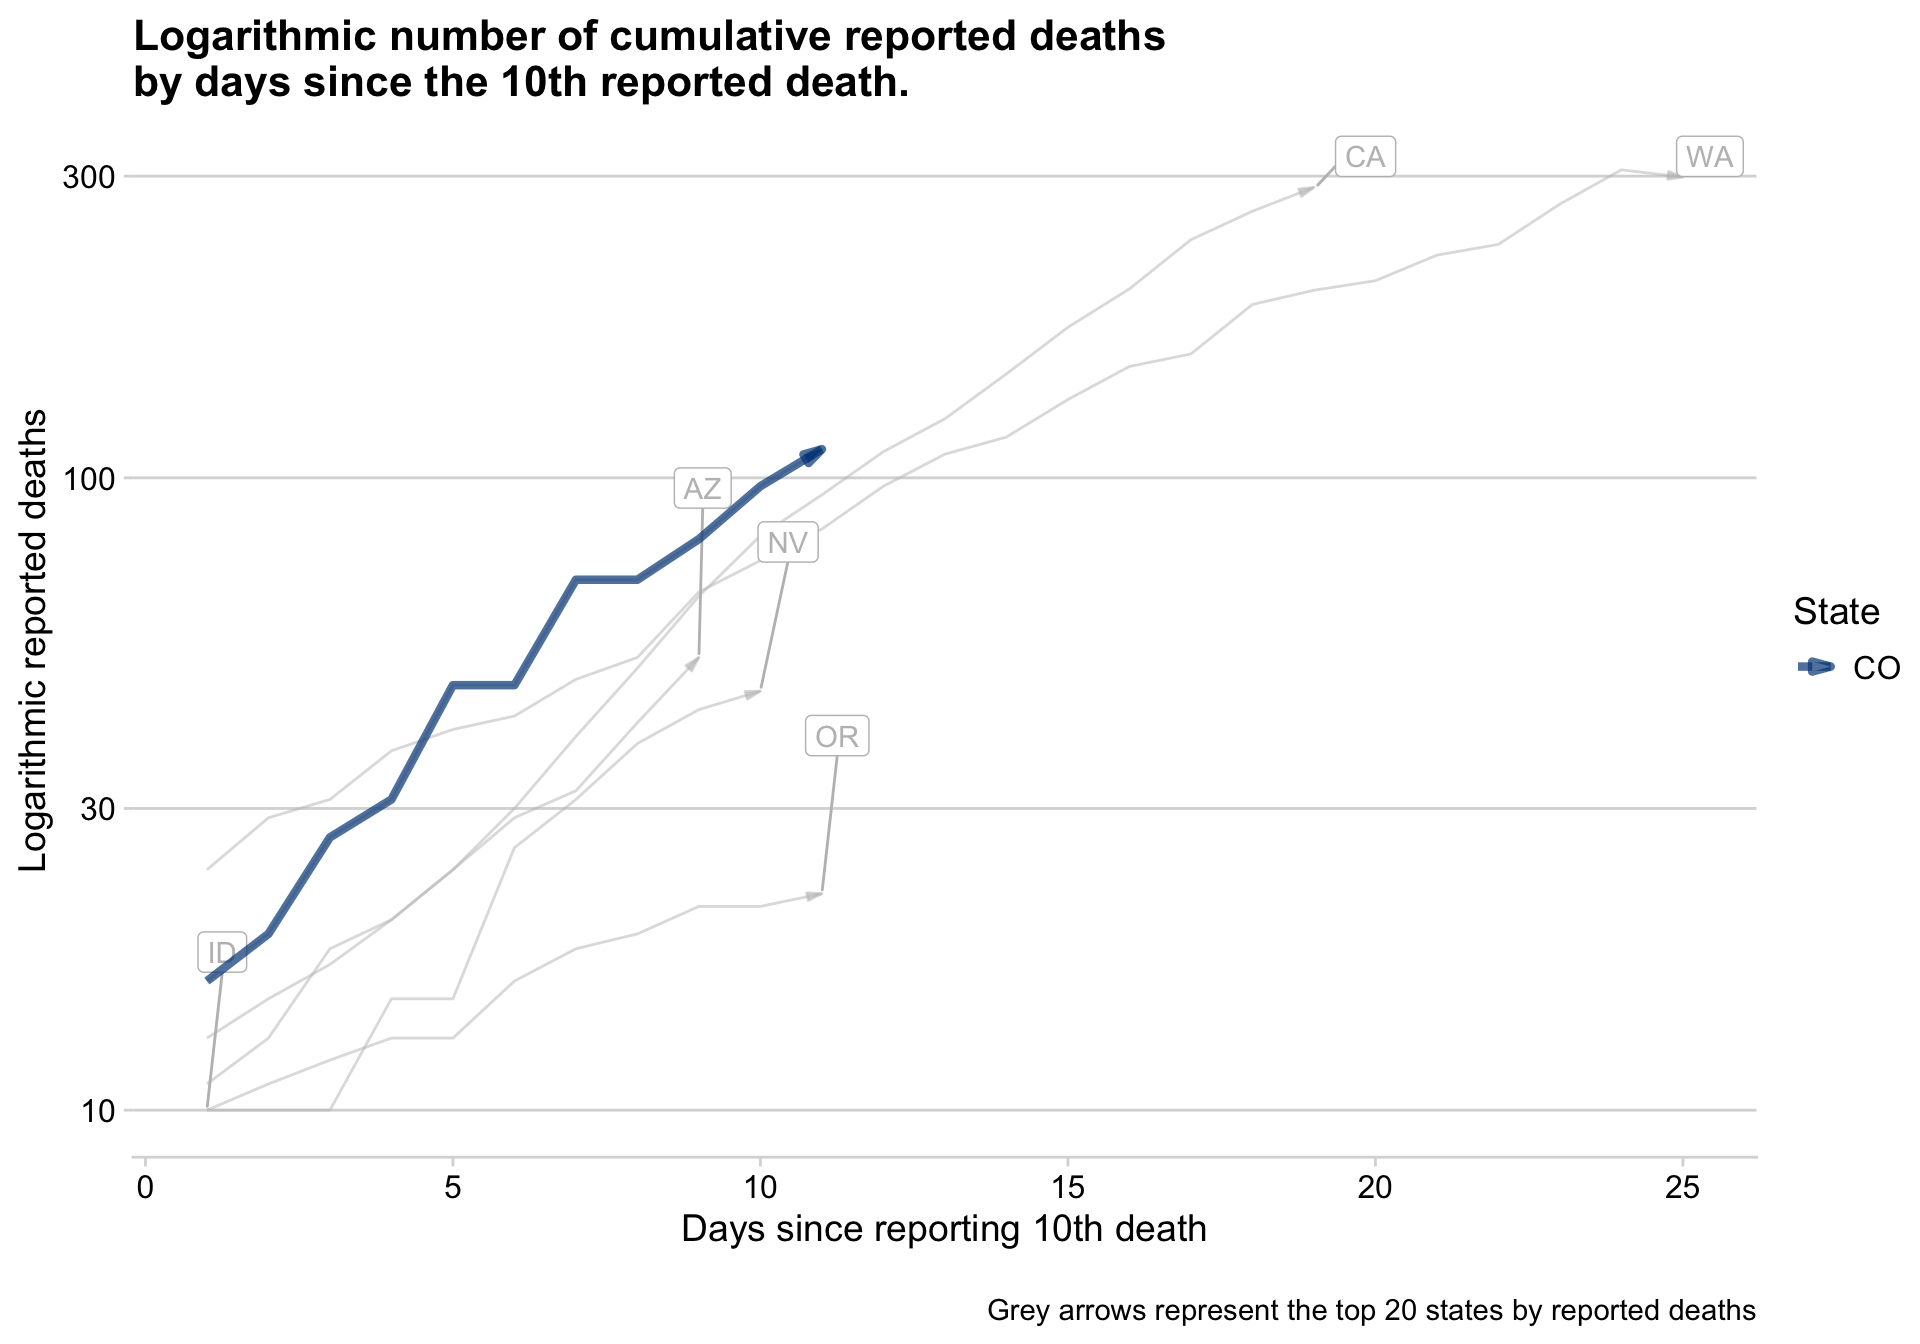 Logarithmic number of cumulative reported deaths
by days since the 10th reported death.
Logarithmic reported deaths
300
100
30
10
CA
WA
AZ
NV
OR
ID
State
CO
0 5 10 15 20 25
Days since reporting 10th death
Grey arrows represent the top 20 states by reported deaths